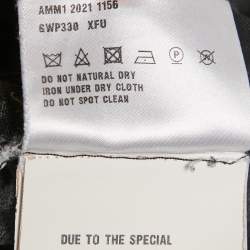 AMM1 2021 1156
6WP330 XFU
DO NOT NATURAL DRY
IRON UNDER DRY CLOTH
DO NOT SPOT CLEAN
DUE TO THE SPECIAL